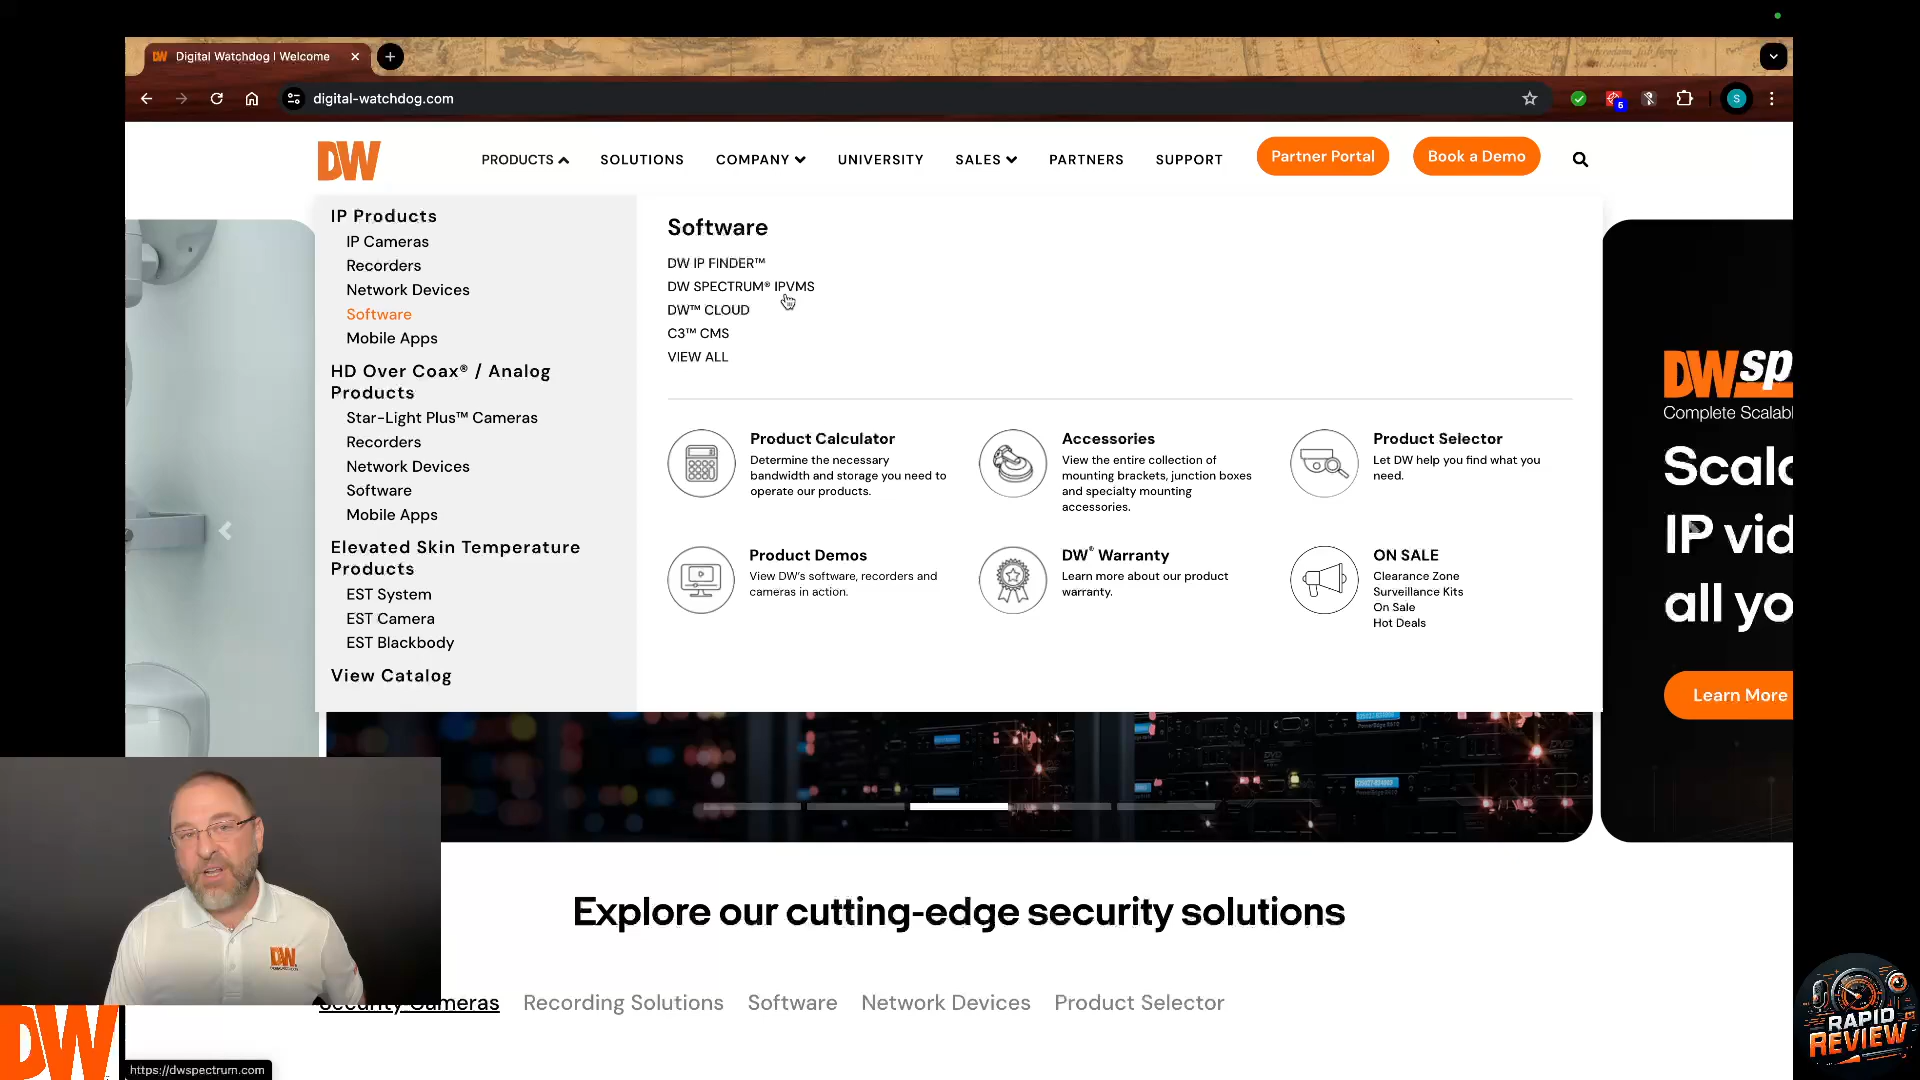 Digital Watchdog | Welcome
digital-watchdog.com
6
S
DW
PRODUCTS
SOLUTIONS
COMPANY
UNIVERSITY
SALES
PARTNERS
SUPPORT
Partner Portal
Book a Demo
IP Products
IP Cameras
Recorders
Network Devices
Software
Mobile Apps
HD Over Coax® / Analog
Products
Star-Light Plus™ Cameras
Recorders
Network Devices
Software
Mobile Apps
Elevated Skin Temperature
Products
EST System
EST Camera
EST Blackbody
View Catalog
Software
DW IP FINDER™
DW SPECTRUM® IPVMS
DW™ CLOUD
C3™ CMS
VIEW ALL
Product Calculator
Determine the necessary
bandwidth and storage you need to
operate our products.
Accessories
View the entire collection of
mounting brackets, junction boxes
and specialty mounting
accessories.
Product Selector
Let DW help you find what you
need.
Product Demos
View DW's software, recorders and
cameras in action.
DW® Warranty
Learn more about our product
warranty.
ON SALE
Clearance Zone
Surveillance Kits
On Sale
Hot Deals
DWsp
Complete Scalab
Scala
IP vid
all yo
Learn More
Explore our cutting-edge security solutions
Security Cameras
Recording Solutions
Software
Network Devices
Product Selector
DW
DW
https://dwspectrum.com
RAPID
REVIEW